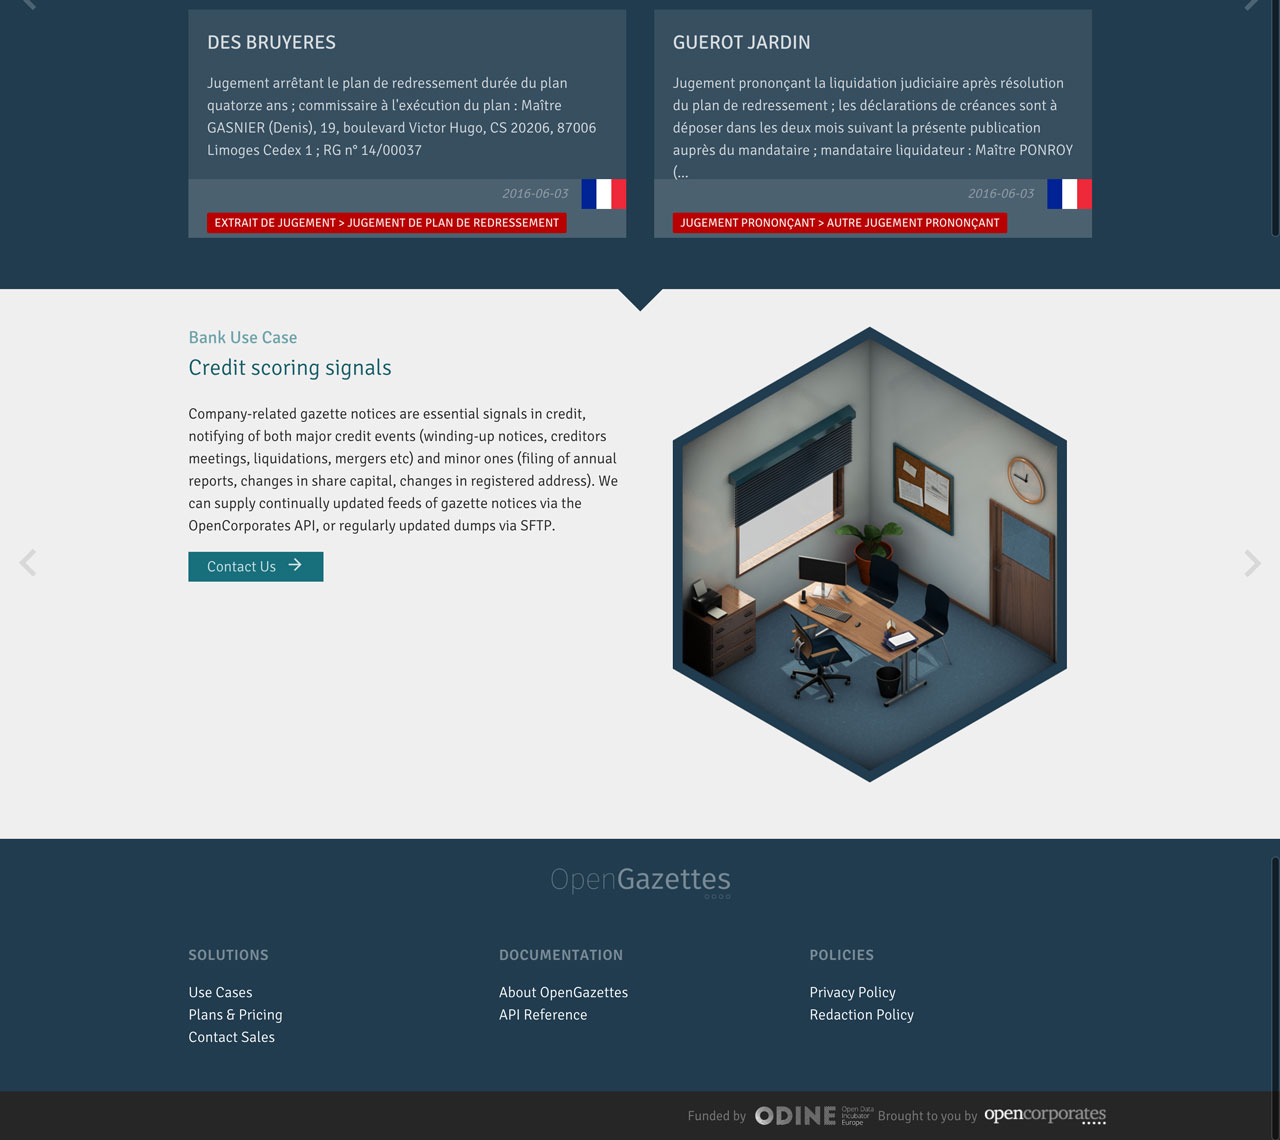 DES BRUYERES
Jugement arrêtant le plan de redressement durée du plan
quatorze ans ; commissaire à l'exécution du plan : Maître
GASNIER (Denis), 19, boulevard Victor Hugo, CS 20206, 87006
Limoges Cedex 1 ; RG n° 14/00037
2016-06-03
EXTRAIT DE JUGEMENT > JUGEMENT DE PLAN DE REDRESSEMENT
GUEROT JARDIN
Jugement prononçant la liquidation judiciaire après résolution
du plan de redressement ; les déclarations de créances sont à
déposer dans les deux mois suivant la présente publication
auprès du mandataire ; mandataire liquidateur : Maître PONROY
(...
2016-06-03
JUGEMENT PRONONÇANT > AUTRE JUGEMENT PRONONÇANT
Bank Use Case
Credit scoring signals
Company-related gazette notices are essential signals in credit,
notifying of both major credit events (winding-up notices, creditors
meetings, liquidations, mergers etc) and minor ones (filing of annual
reports, changes in share capital, changes in registered address). We
can supply continually updated feeds of gazette notices via the
OpenCorporates API, or regularly updated dumps via SFTP.
Contact Us
OpenGazettes
SOLUTIONS
Use Cases
Plans & Pricing
Contact Sales
DOCUMENTATION
About OpenGazettes
API Reference
POLICIES
Privacy Policy
Redaction Policy
Funded by ODINE Open Data Incubator Europe Brought to you by opencorporates